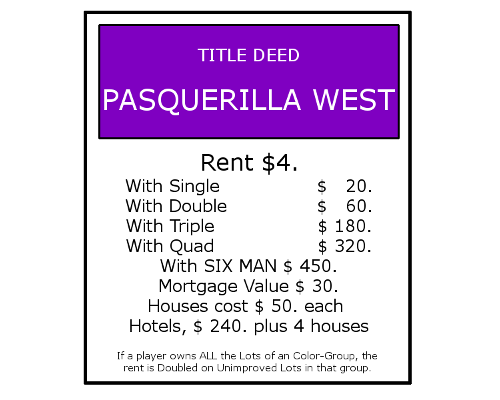 TITLE DEED
PASQUERILLA WEST
Rent $4.
With Single $ 20.
With Double $ 60.
With Triple $ 180.
With Quad $ 320.
With SIX MAN $ 450.
Mortgage Value $ 30.
Houses cost $ 50. each
Hotels, $ 240. plus 4 houses
If a player owns ALL the Lots of an Color-Group, the
rent is Doubled on Unimproved Lots in that group.